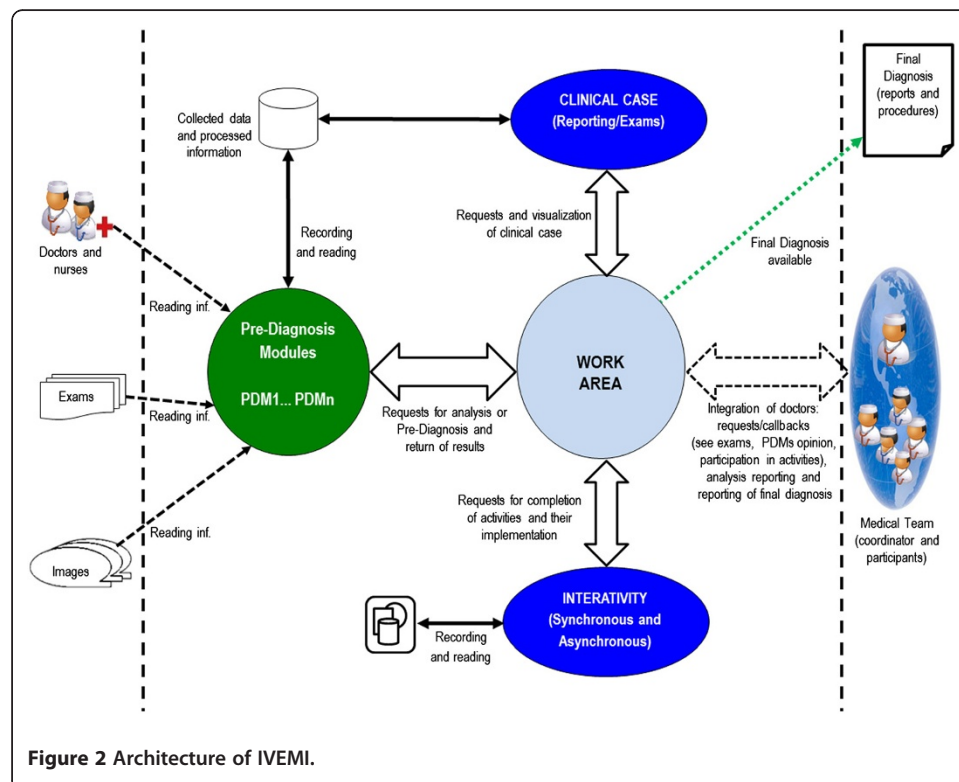 Final
Diagnosis
(reports and
procedures)
CLINICAL CASE
(Reporting/Exams)
Collected data
and processed
information
Requests and visualization
of clinical case
Recording
and reading
Final Diagnosis
available
Doctors and
nurses
Reading inf.
Pre-Diagnosis
Modules
PDM1... PDMn
WORK
AREA
Exams
Reading inf.
Requests for analysis or
Pre-Diagnosis and
return of results
Integration of doctors:
requests/callbacks
(see exams, PDMs opinion,
participation in activities),
analysis reporting and
reporting of final diagnosis
Requests for completion
of activities and their
implementation
Reading inf.
Images
Medical Team
(coordinator and
participants)
INTERATIVITY
(Synchronous and
Asynchronous)
Recording
and reading
Figure 2 Architecture of IVEMI.